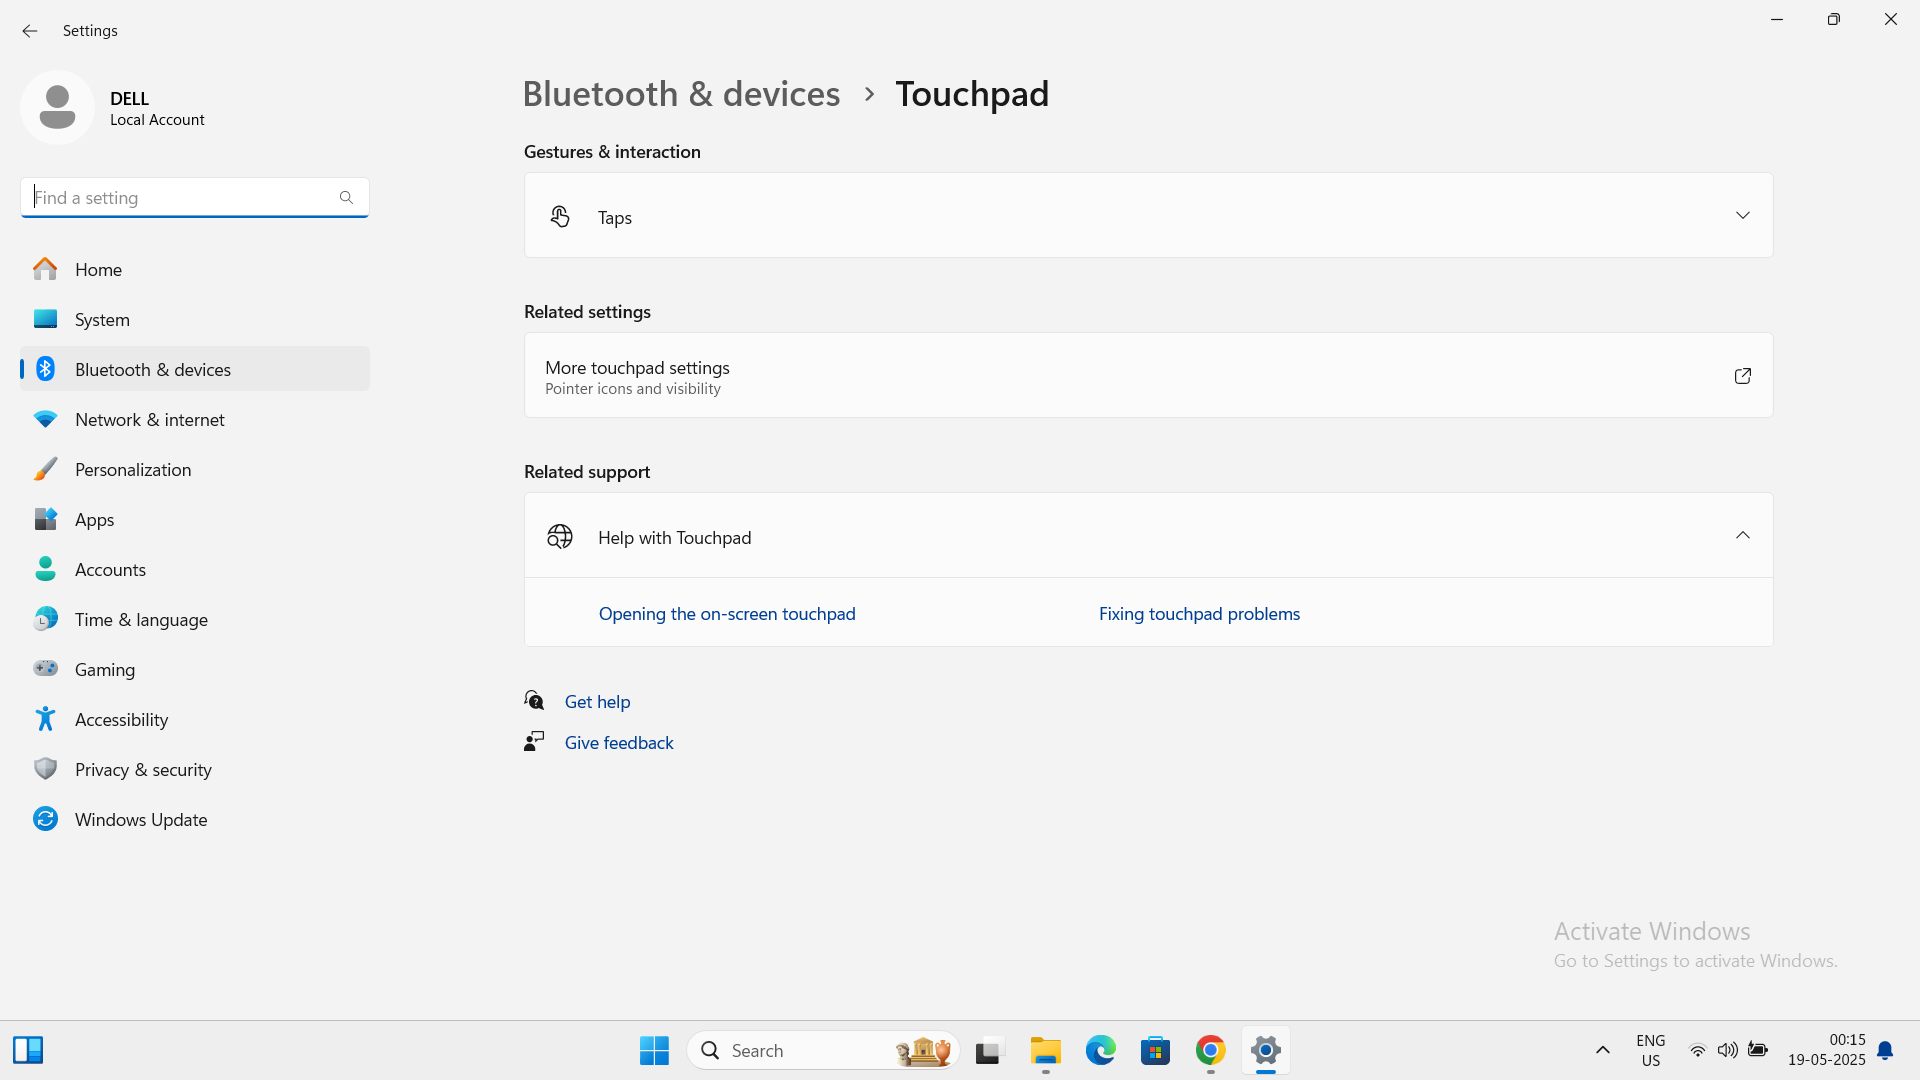 Settings
DELL
Local Account
Find a setting
Home
System
Bluetooth & devices
Network & internet
Personalization
Apps
Accounts
Time & language
Gaming
Accessibility
Privacy & security
Windows Update
Bluetooth & devices > Touchpad
Gestures & interaction
Taps
Related settings
More touchpad settings
Pointer icons and visibility
Related support
Help with Touchpad
Opening the on-screen touchpad
Fixing touchpad problems
Get help
Give feedback
Activate Windows
Go to Settings to activate Windows.
Search
ENG
US
00:15
19-05-2025